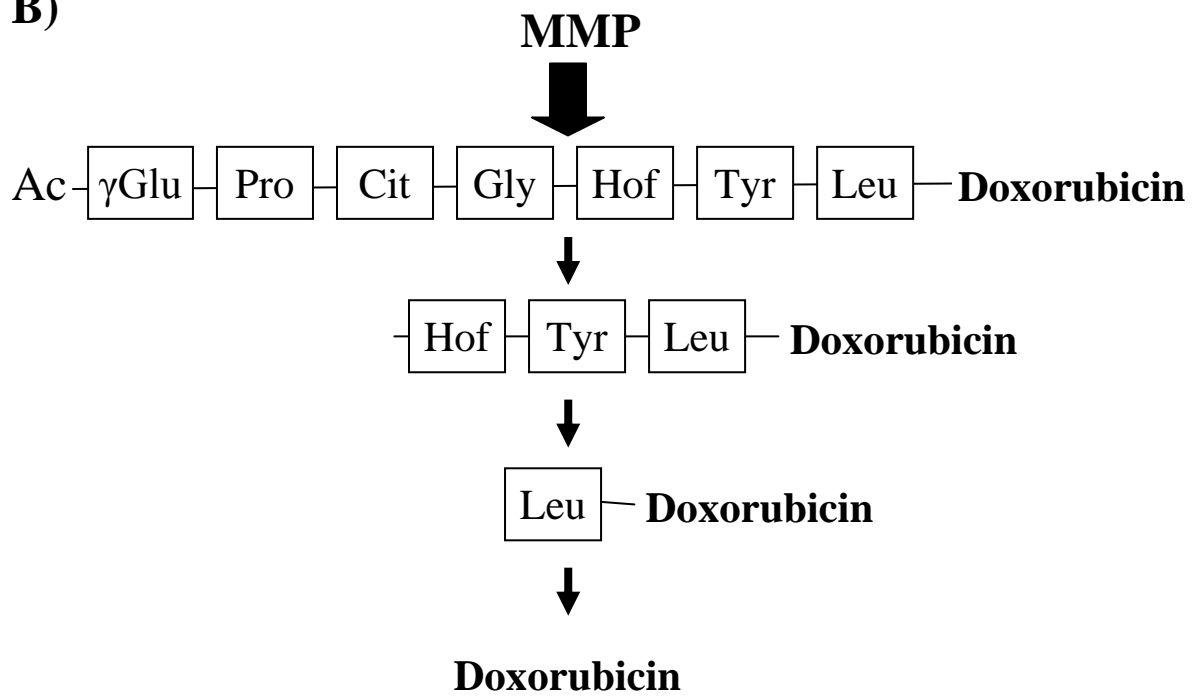 B)
MMP
Ac γGlu Pro Cit Gly Hof Tyr Leu Doxorubicin
Hof Tyr Leu Doxorubicin
Leu Doxorubicin
Doxorubicin